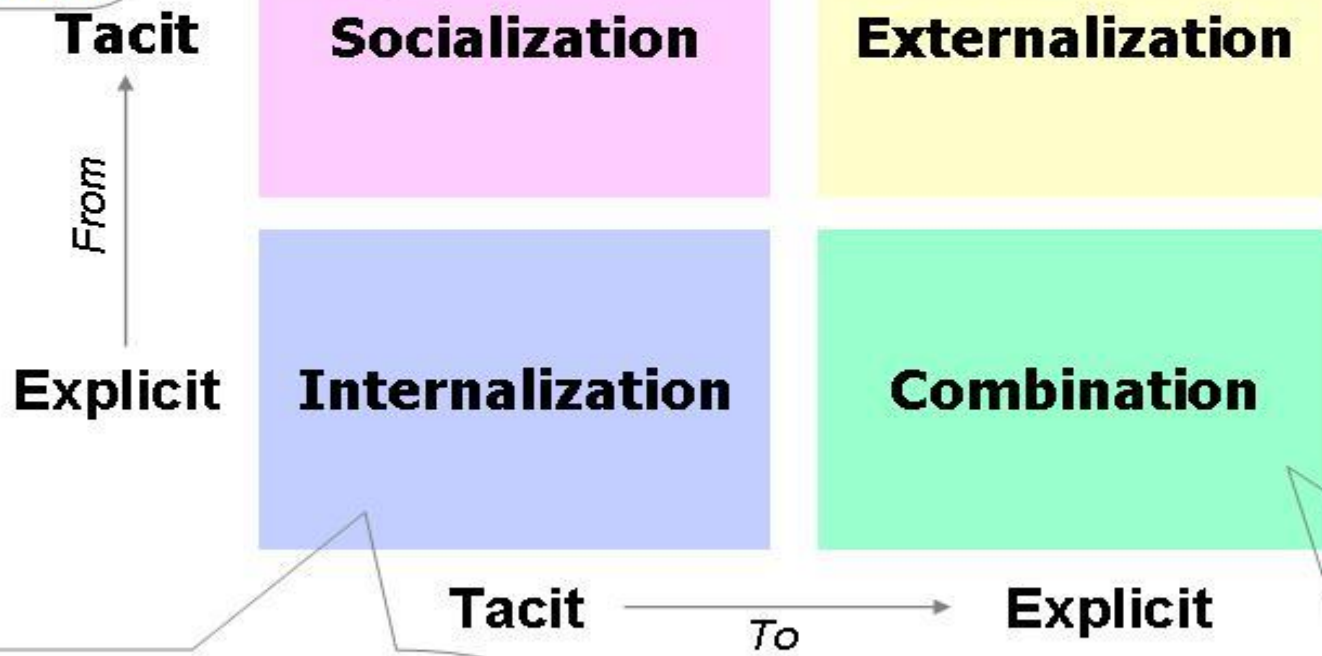 Tacit
Socialization
Externalization
From
Explicit
Internalization
Combination
Tacit
To
Explicit